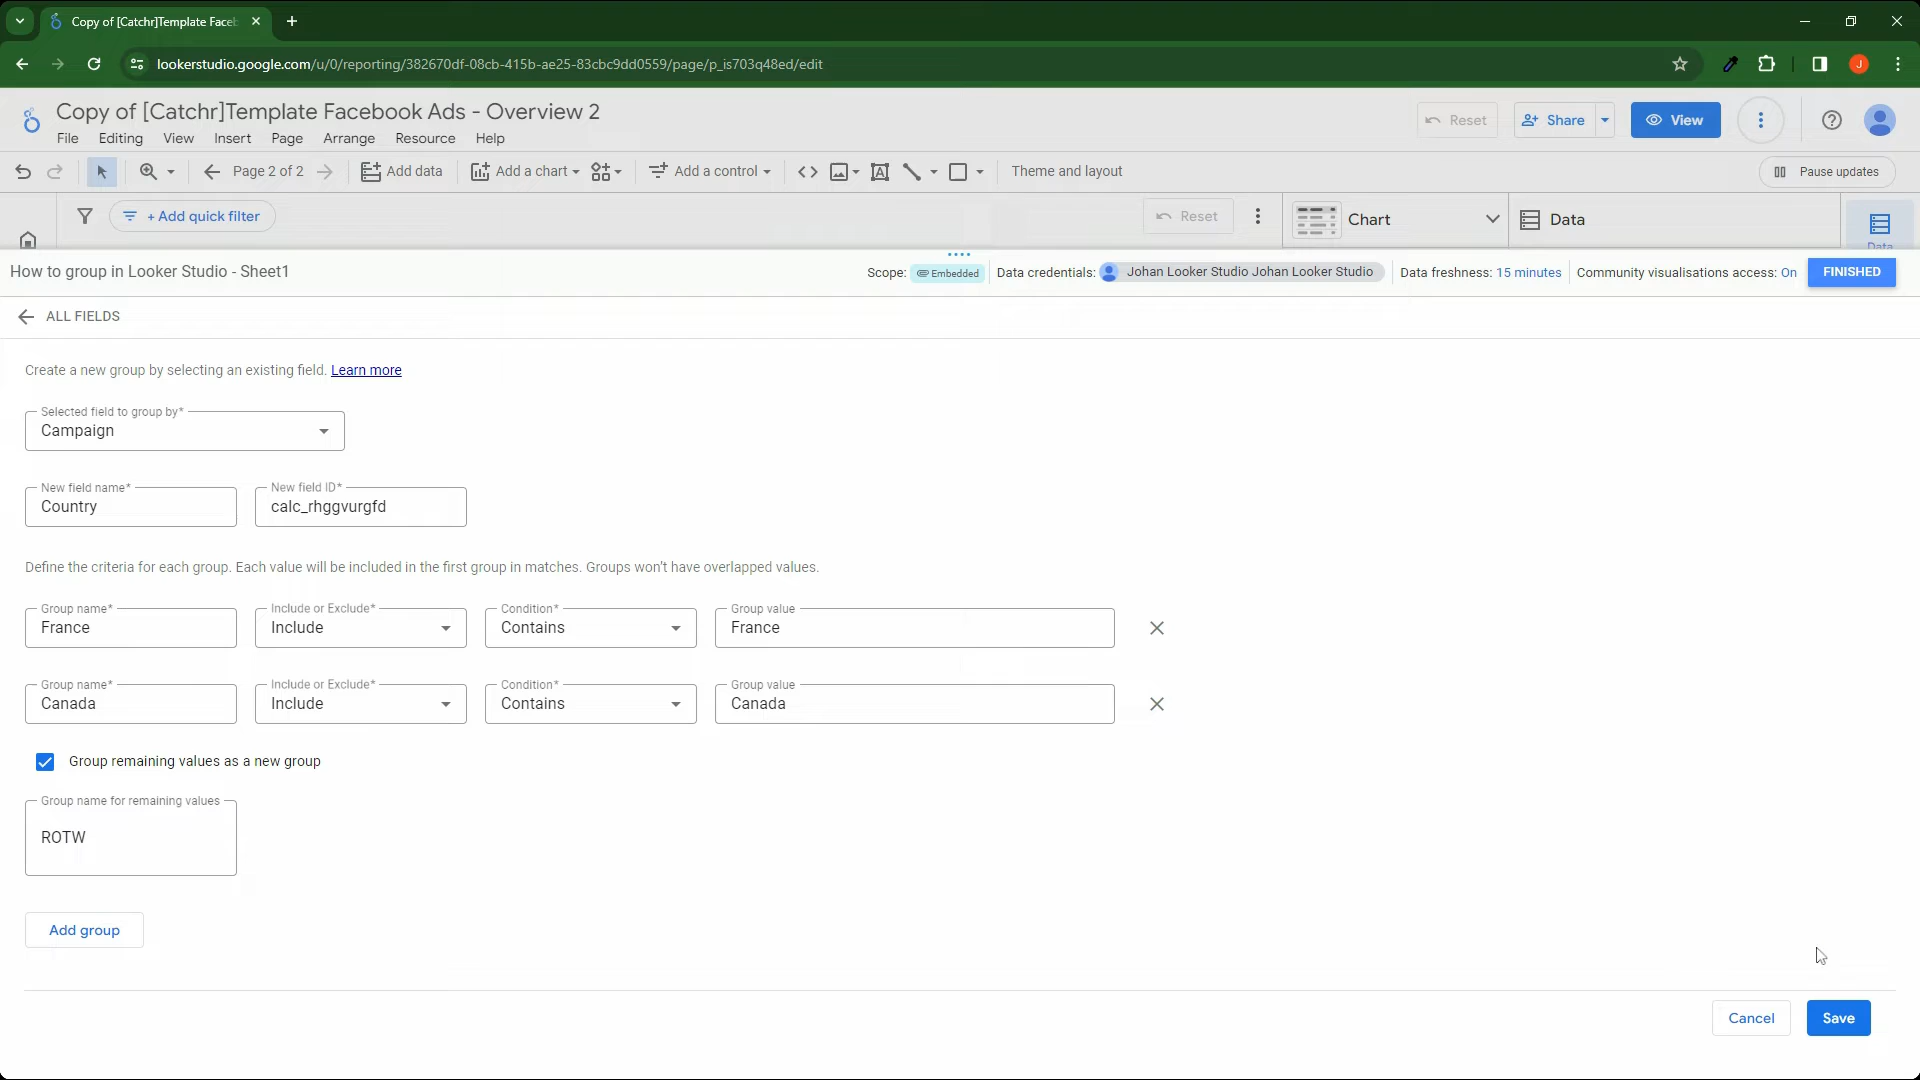 Copy of [Catchr]Template Faceb
lookerstudio.google.com/u/0/reporting/382670df-08cb-415b-ae25-83cbc9dd0559/page/p_is703q48ed/edit
J
Copy of [Catchr]Template Facebook Ads - Overview 2
File Editing View Insert Page Arrange Resource Help
Reset Share View
Page 2 of 2 Add data Add a chart Add a control Theme and layout Pause updates
+ Add quick filter Reset Chart Data
Data
How to group in Looker Studio - Sheet1
Scope: Embedded Data credentials: Johan Looker Studio Johan Looker Studio Data freshness: 15 minutes Community visualisations access: On FINISHED
ALL FIELDS
Create a new group by selecting an existing field. Learn more
Selected field to group by*
Campaign
New field name* New field ID*
Country calc_rhggvurgfd
Define the criteria for each group. Each value will be included in the first group in matches. Groups won't have overlapped values.
Group name* Include or Exclude* Condition* Group value
France Include Contains France
Group name* Include or Exclude* Condition* Group value
Canada Include Contains Canada
Group remaining values as a new group
Group name for remaining values
ROTW
Add group
Cancel Save